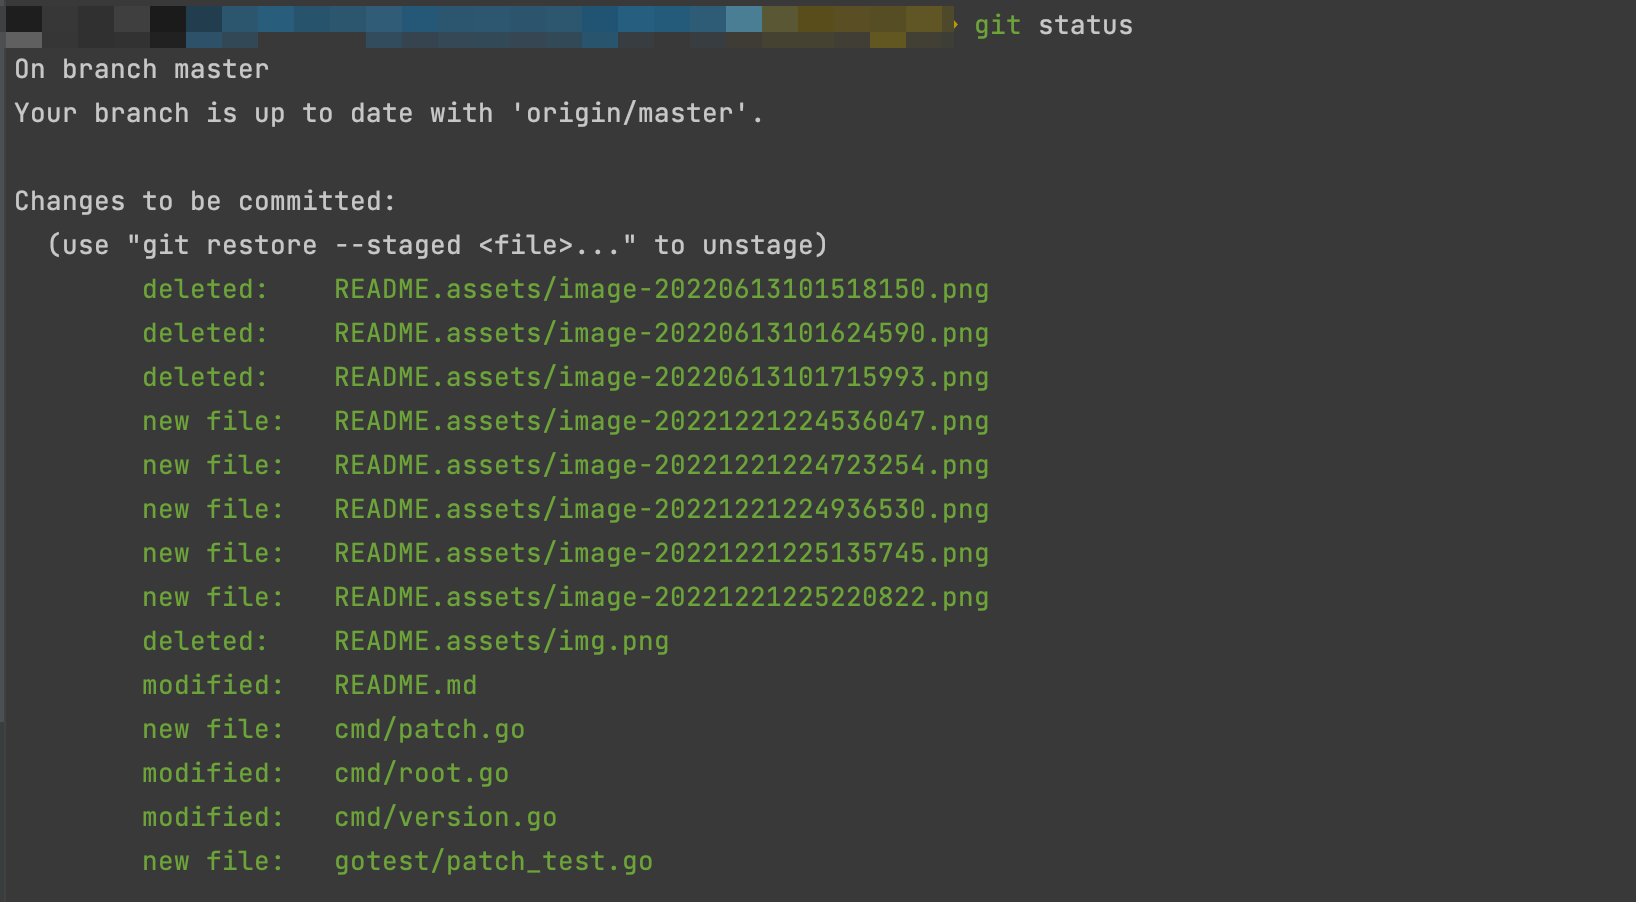 git status
On branch master
Your branch is up to date with 'origin/master'.
Changes to be committed:
  (use "git restore --staged <file>..." to unstage)
        deleted:    README.assets/image-20220613101518150.png
        deleted:    README.assets/image-20220613101624590.png
        deleted:    README.assets/image-20220613101715993.png
        new file:   README.assets/image-20221221224536047.png
        new file:   README.assets/image-20221221224723254.png
        new file:   README.assets/image-20221221224936530.png
        new file:   README.assets/image-20221221225135745.png
        new file:   README.assets/image-20221221225220822.png
        deleted:    README.assets/img.png
        modified:   README.md
        new file:   cmd/patch.go
        modified:   cmd/root.go
        modified:   cmd/version.go
        new file:   gotest/patch_test.go